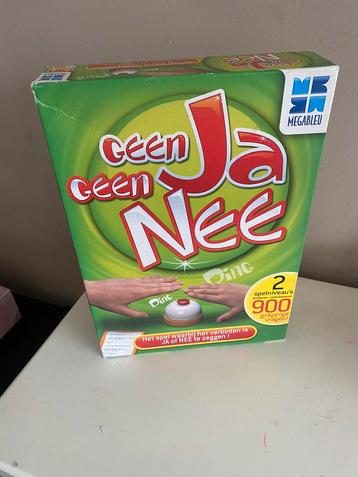 MEGABLEU
GEEN Ja
GEEN NEE
Ding
Ding
2
spelniveau's
900
grappige
vragen!
Het spel waarbij het verboden is
JA of NEE te zeggen !